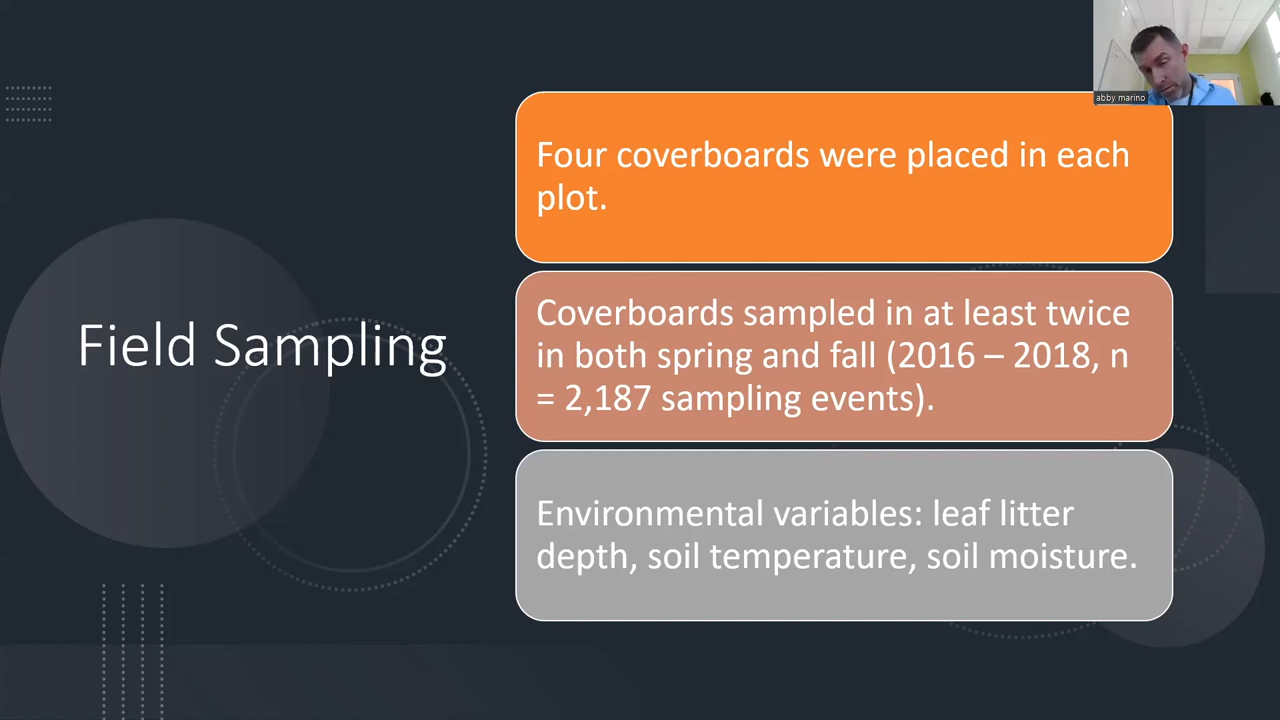 abby marino
Four coverboards were placed in each
plot.
Field Sampling
Coverboards sampled in at least twice
in both spring and fall (2016 – 2018, n
= 2,187 sampling events).
Environmental variables: leaf litter
depth, soil temperature, soil moisture.